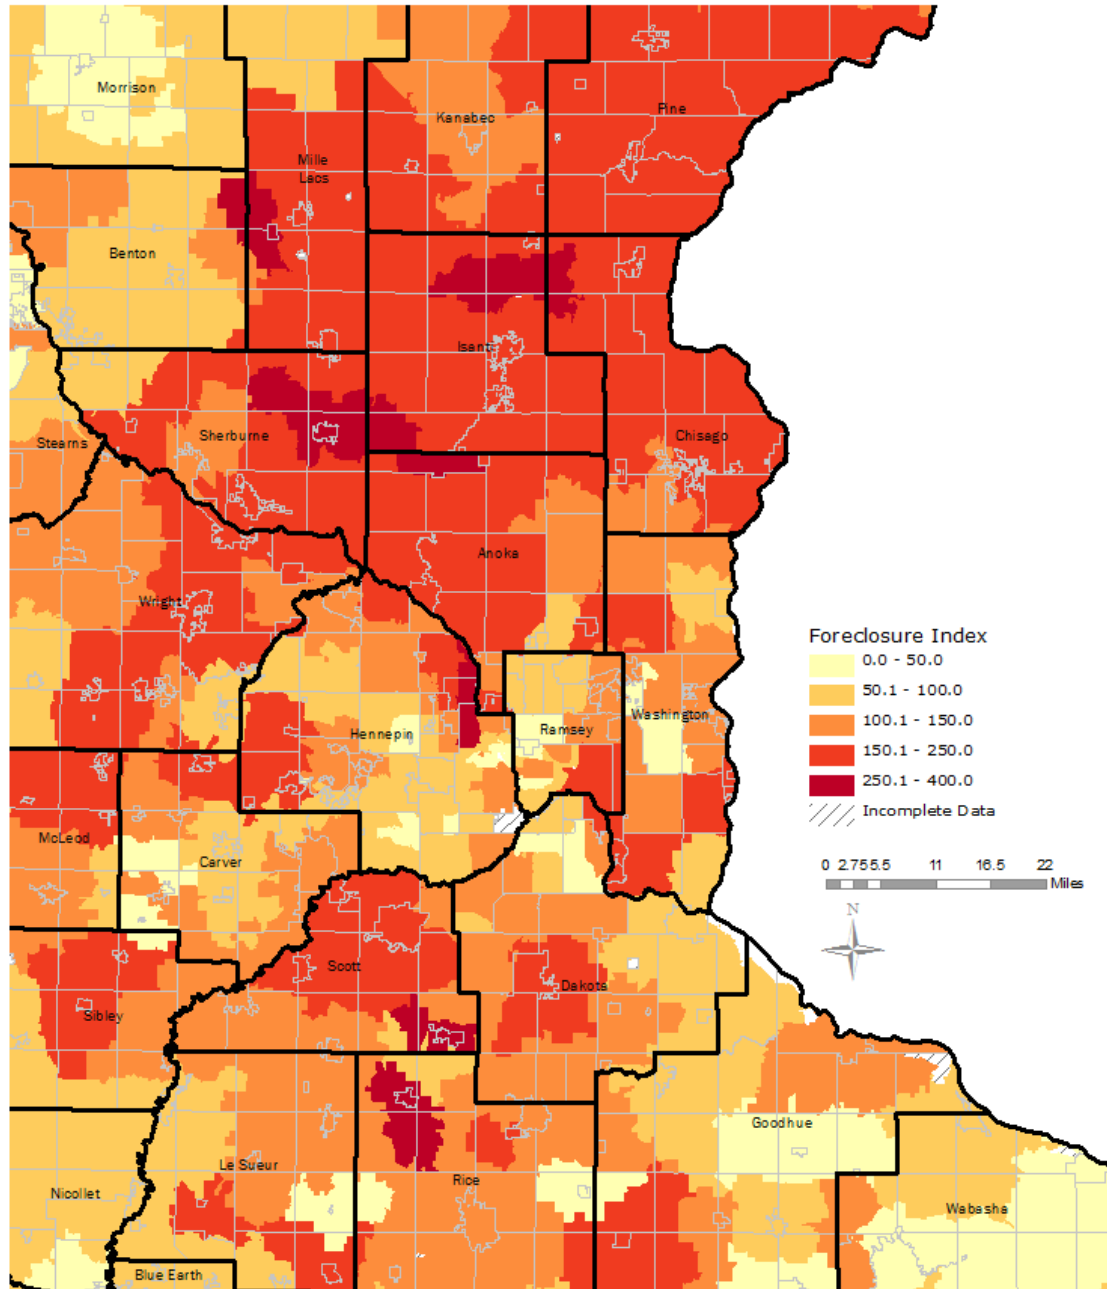 Morrison
Kanabec
Pine
Mille
Lacs
Benton
Isanti
Stearns
Sherburne
Chisago
Anoka
Wright
Foreclosure Index
0.0 - 50.0
50.1 - 100.0
100.1 - 150.0
150.1 - 250.0
250.1 - 400.0
Incomplete Data
Hennepin
Ramsey
Washington
McLeod
Carver
0 2.75 5.5 11 16.5 22
Miles
N
Scott
Dakota
Sibley
Goodhue
Le Sueur
Rice
Nicollet
Wabasha
Blue Earth